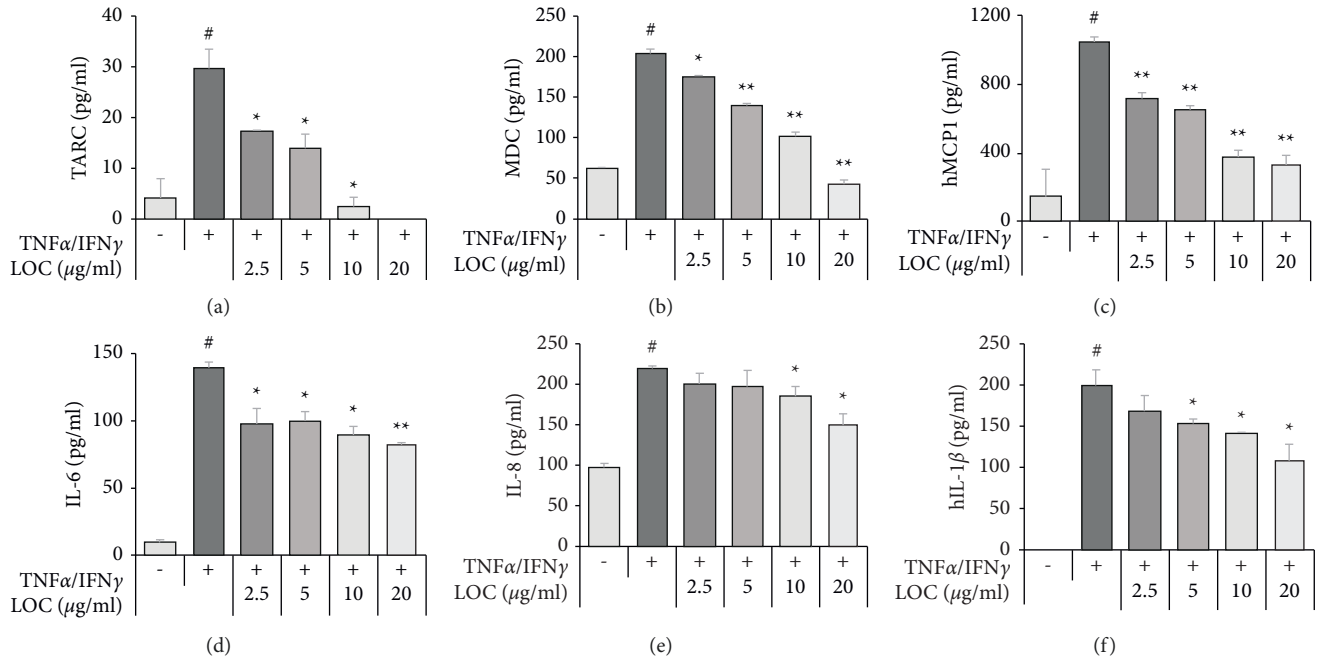 40
30
20
10
0
TARC (pg/ml)
#
*
*
*
TNFα/IFNγ - + + + + +
LOC (μg/ml) 2.5 5 10 20
(a)
250
200
150
100
50
0
MDC (pg/ml)
#
*
**
**
**
TNFα/IFNγ - + + + + +
LOC (μg/ml) 2.5 5 10 20
(b)
1200
800
400
0
hMCP1 (pg/ml)
#
**
**
**
**
TNFα/IFNγ - + + + + +
LOC (μg/ml) 2.5 5 10 20
(c)
150
100
50
0
IL-6 (pg/ml)
#
*
*
*
**
TNFα/IFNγ - + + + + +
LOC (μg/ml) 2.5 5 10 20
(d)
250
200
150
100
50
0
IL-8 (pg/ml)
#
*
*
TNFα/IFNγ - + + + + +
LOC (μg/ml) 2.5 5 10 20
(e)
250
200
150
100
50
0
hIL-1β (pg/ml)
#
*
*
*
TNFα/IFNγ - + + + + +
LOC (μg/ml) 2.5 5 10 20
(f)